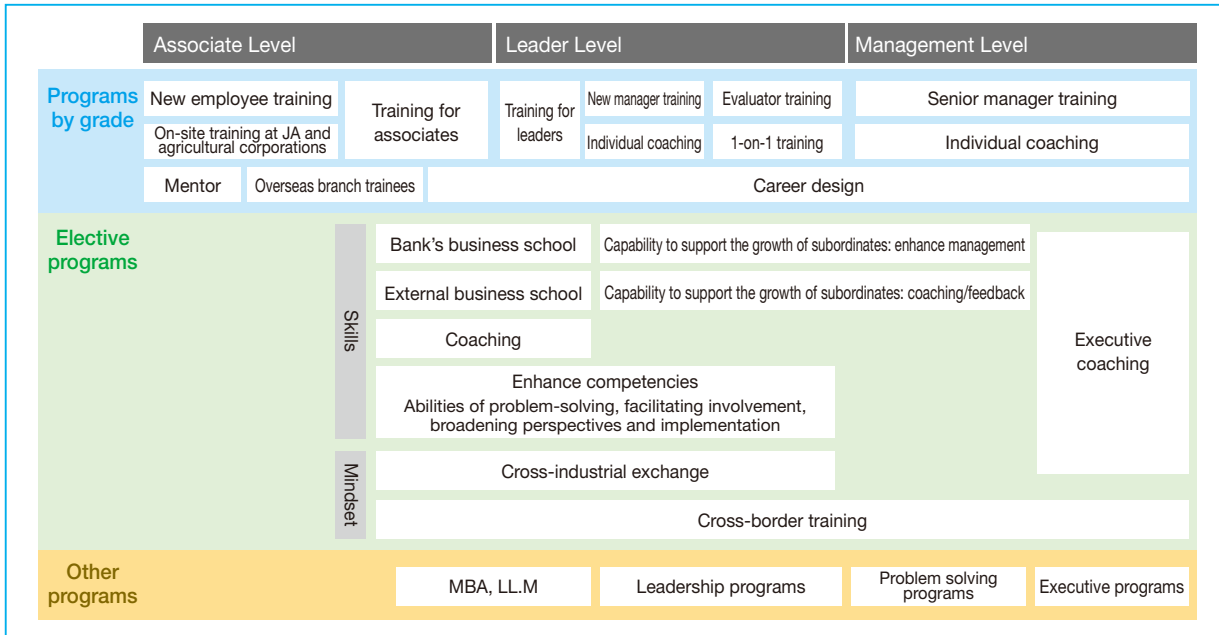 Associate Level
Leader Level
Management Level
Programs
by grade
New employee training
On-site training at JA and
agricultural corporations
Training for
associates
Training for
leaders
New manager training
Individual coaching
Evaluator training
1-on-1 training
Senior manager training
Individual coaching
Mentor
Overseas branch trainees
Career design
Elective
programs
Skills
Bank's business school
Capability to support the growth of subordinates: enhance management
External business school
Capability to support the growth of subordinates: coaching/feedback
Coaching
Enhance competencies
Abilities of problem-solving, facilitating involvement,
broadening perspectives and implementation
Executive
coaching
Mindset
Cross-industrial exchange
Cross-border training
Other
programs
MBA, LL.M
Leadership programs
Problem solving
programs
Executive programs